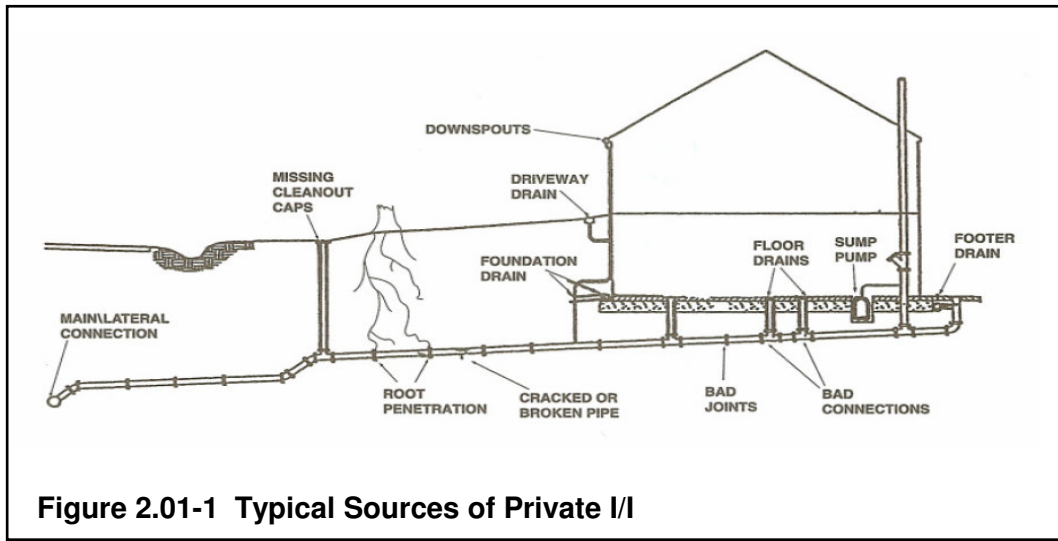 DOWNSPOUTS
MISSING
CLEANOUT
CAPS
DRIVEWAY
DRAIN
FOUNDATION
DRAIN
FLOOR
DRAINS
SUMP
PUMP
FOOTER
DRAIN
MAIN\LATERAL
CONNECTION
ROOT
PENETRATION
CRACKED OR
BROKEN PIPE
BAD
JOINTS
BAD
CONNECTIONS
Figure 2.01-1 Typical Sources of Private I/I